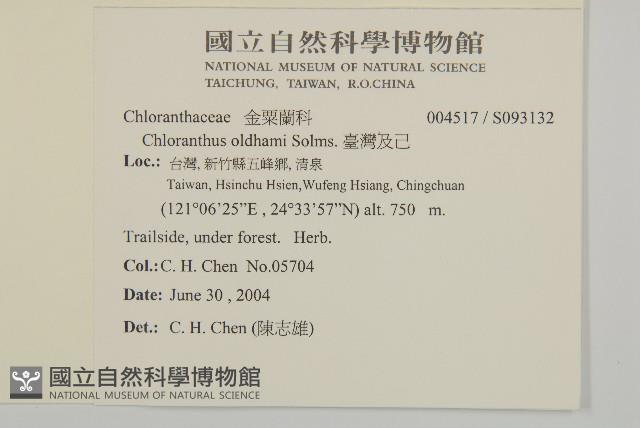 國立自然科學博物館
NATIONAL MUSEUM OF NATURAL SCIENCE
TAICHUNG, TAIWAN, R.O.CHINA
Chloranthaceae 金粟蘭科 004517 / S093132
Chloranthus oldhami Solms. 臺灣及己
Loc.: 台灣, 新竹縣五峰鄉, 清泉
Taiwan, Hsinchu Hsien,Wufeng Hsiang, Chingchuan
(121°06’25”E , 24°33’57”N) alt. 750 m.
Trailside, under forest. Herb.
Col.: C. H. Chen No.05704
Date: June 30 , 2004
Det.: C. H. Chen (陳志雄)
國立自然科學博物館
NATIONAL MUSEUM OF NATURAL SCIENCE